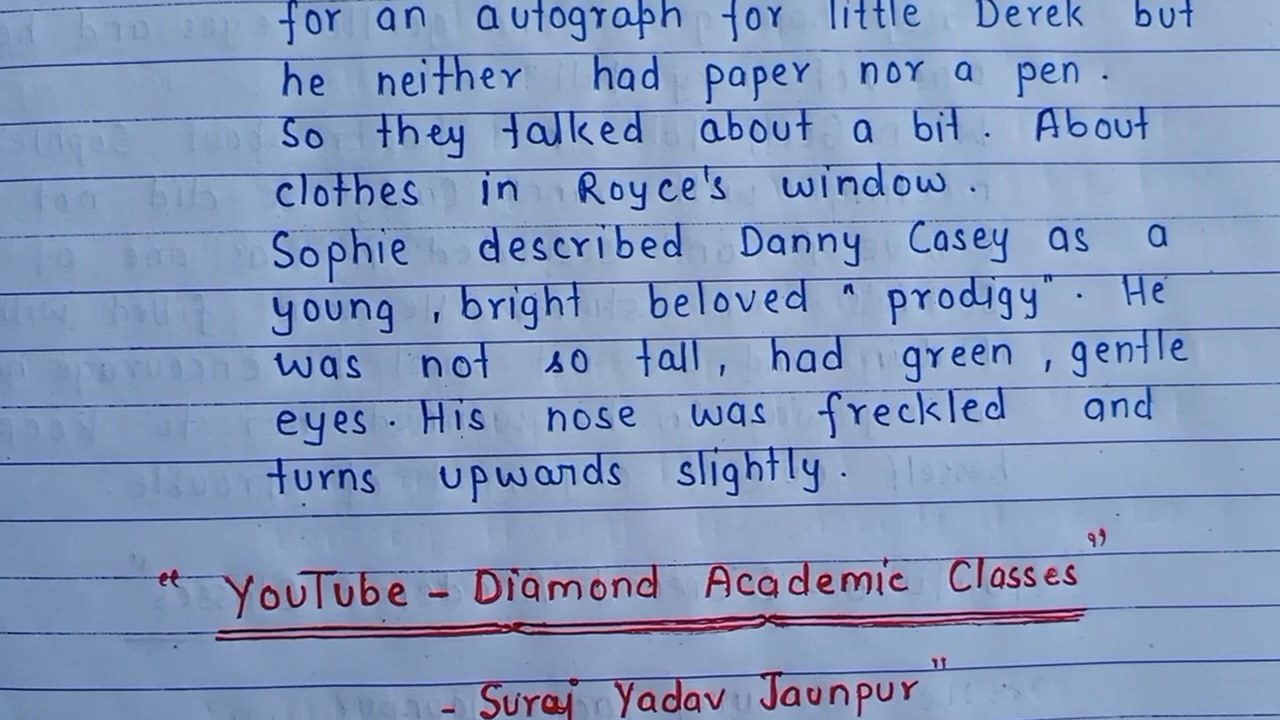 for an autograph for little Derek but
he neither had paper nor a pen.
So they talked about a bit. About
clothes in Royce's window.
Sophie described Danny Casey as a
young, bright beloved "prodigy". He
was not so tall, had green, gentle
eyes. His nose was freckled and
turns upwards slightly.
"YouTube - Diamond Academic Classes"
- Suraj Yadav Jaunpur"